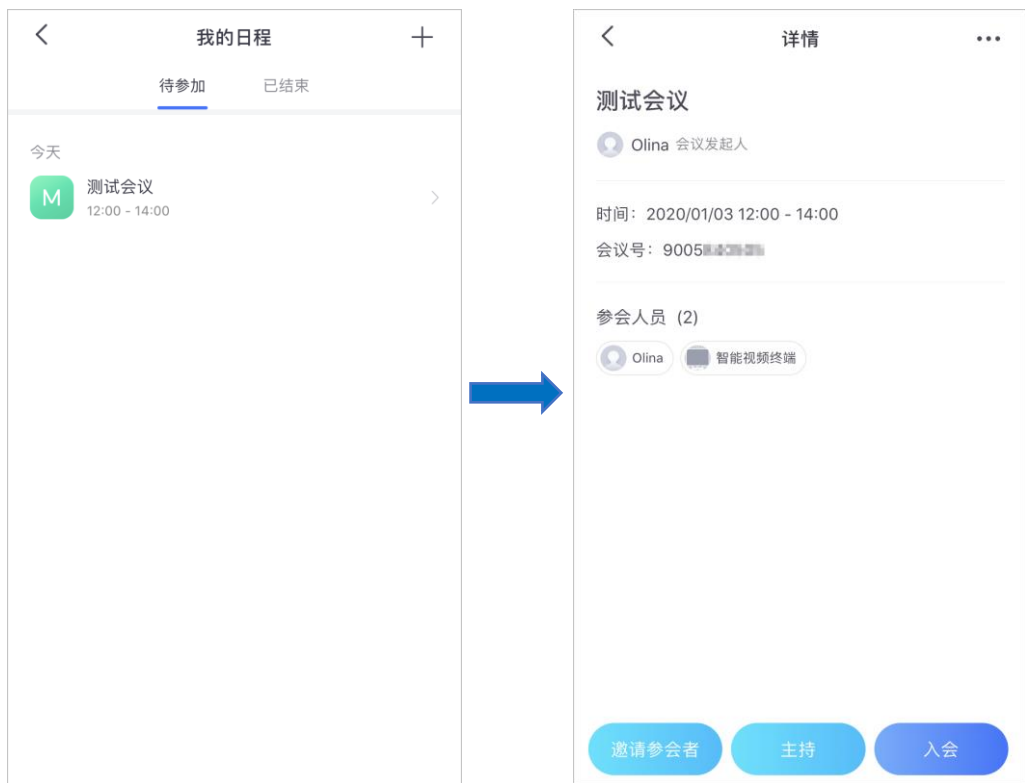 我的日程
待参加 已结束
今天
M
测试会议
12:00 - 14:00
详情
测试会议
Olina 会议发起人
时间：2020/01/03 12:00 - 14:00
会议号：9005
参会人员 (2)
Olina 智能视频终端
邀请参会者 主持 入会